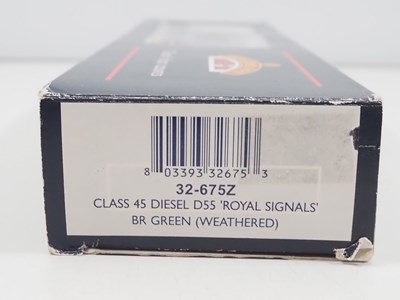 8 03393 32675 3
32-675Z
CLASS 45 DIESEL D55 'ROYAL SIGNALS'
BR GREEN (WEATHERED)